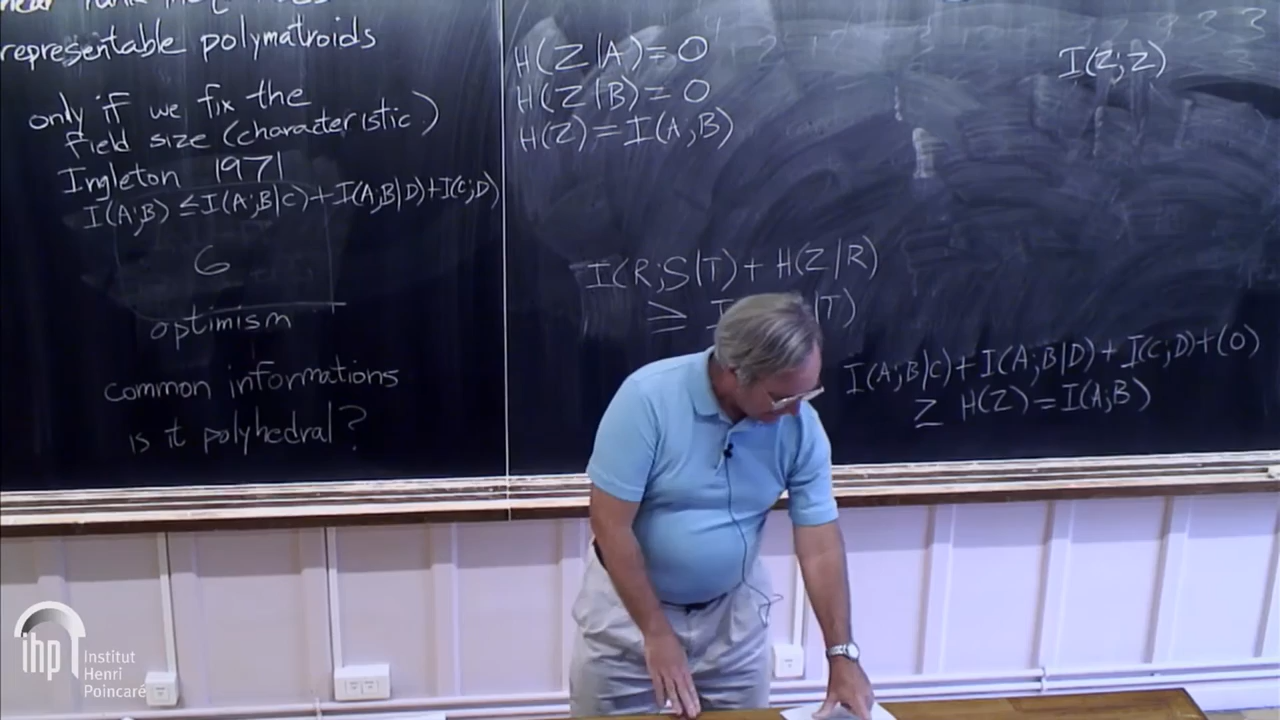 representable polymatroids
only if we fix the
field size (characteristic)
Ingleton 1971
I(A;B) ≤ I(A;B|C) + I(A;B|D) + I(C;D)
6
optimism
common informations
is it polyhedral?
H(Z|A) = 0
H(Z|B) = 0
H(Z) = I(A;B)
I(Z;Z)
I(R;S|T) + H(Z|R)
≥ I |T)
I(A;B|C) + I(A;B|D) + I(C;D) + (0)
≥ H(Z) = I(A;B)
ihp
Institut
Henri
Poincaré